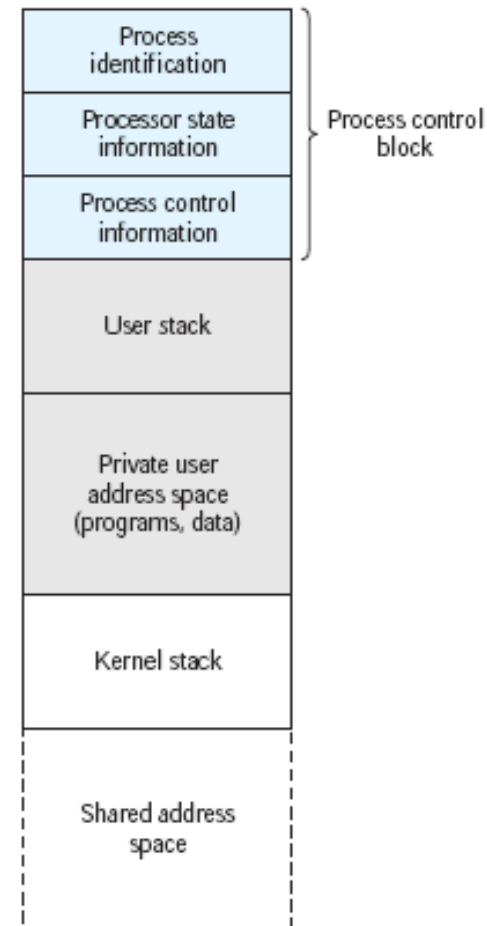 Process
identification
Processor state
information
Process control
information
Process control
block
User stack
Private user
address space
(programs, data)
Kernel stack
Shared address
space